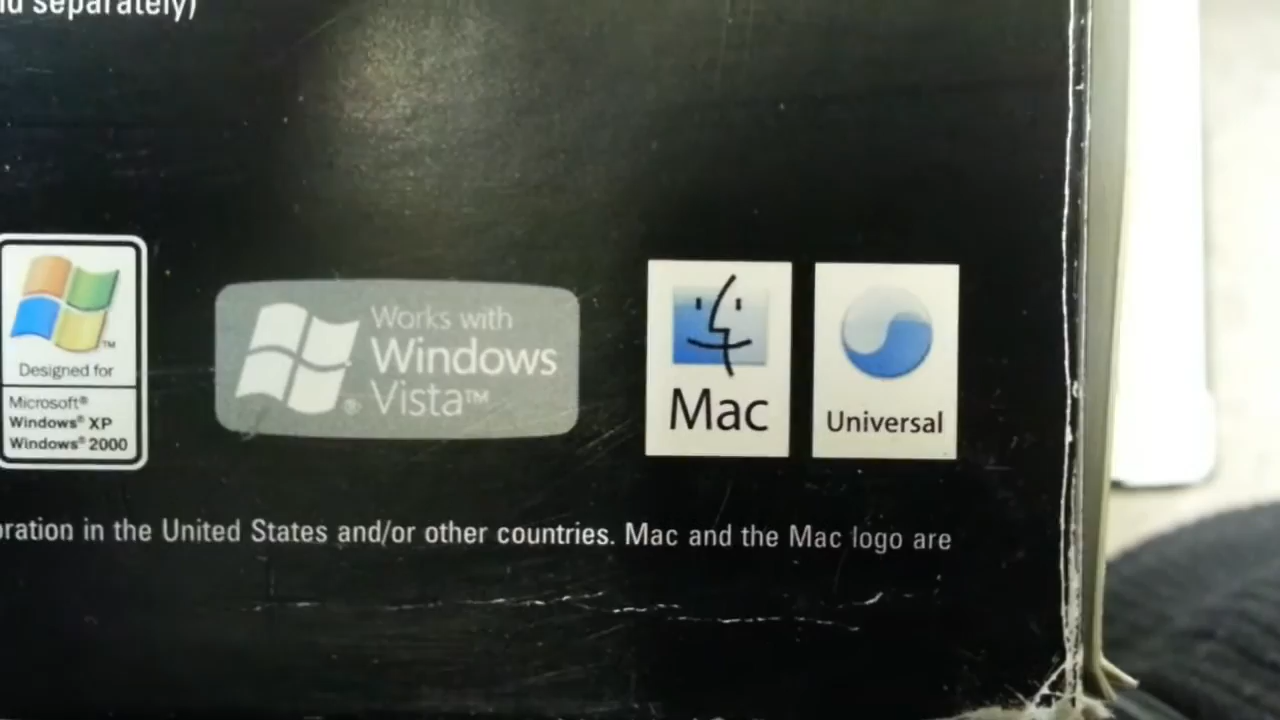 separately)
Designed for
Microsoft®
Windows® XP
Windows® 2000
Works with
Windows
Vista™
Mac
Universal
in the United States and/or other countries. Mac and the Mac logo are